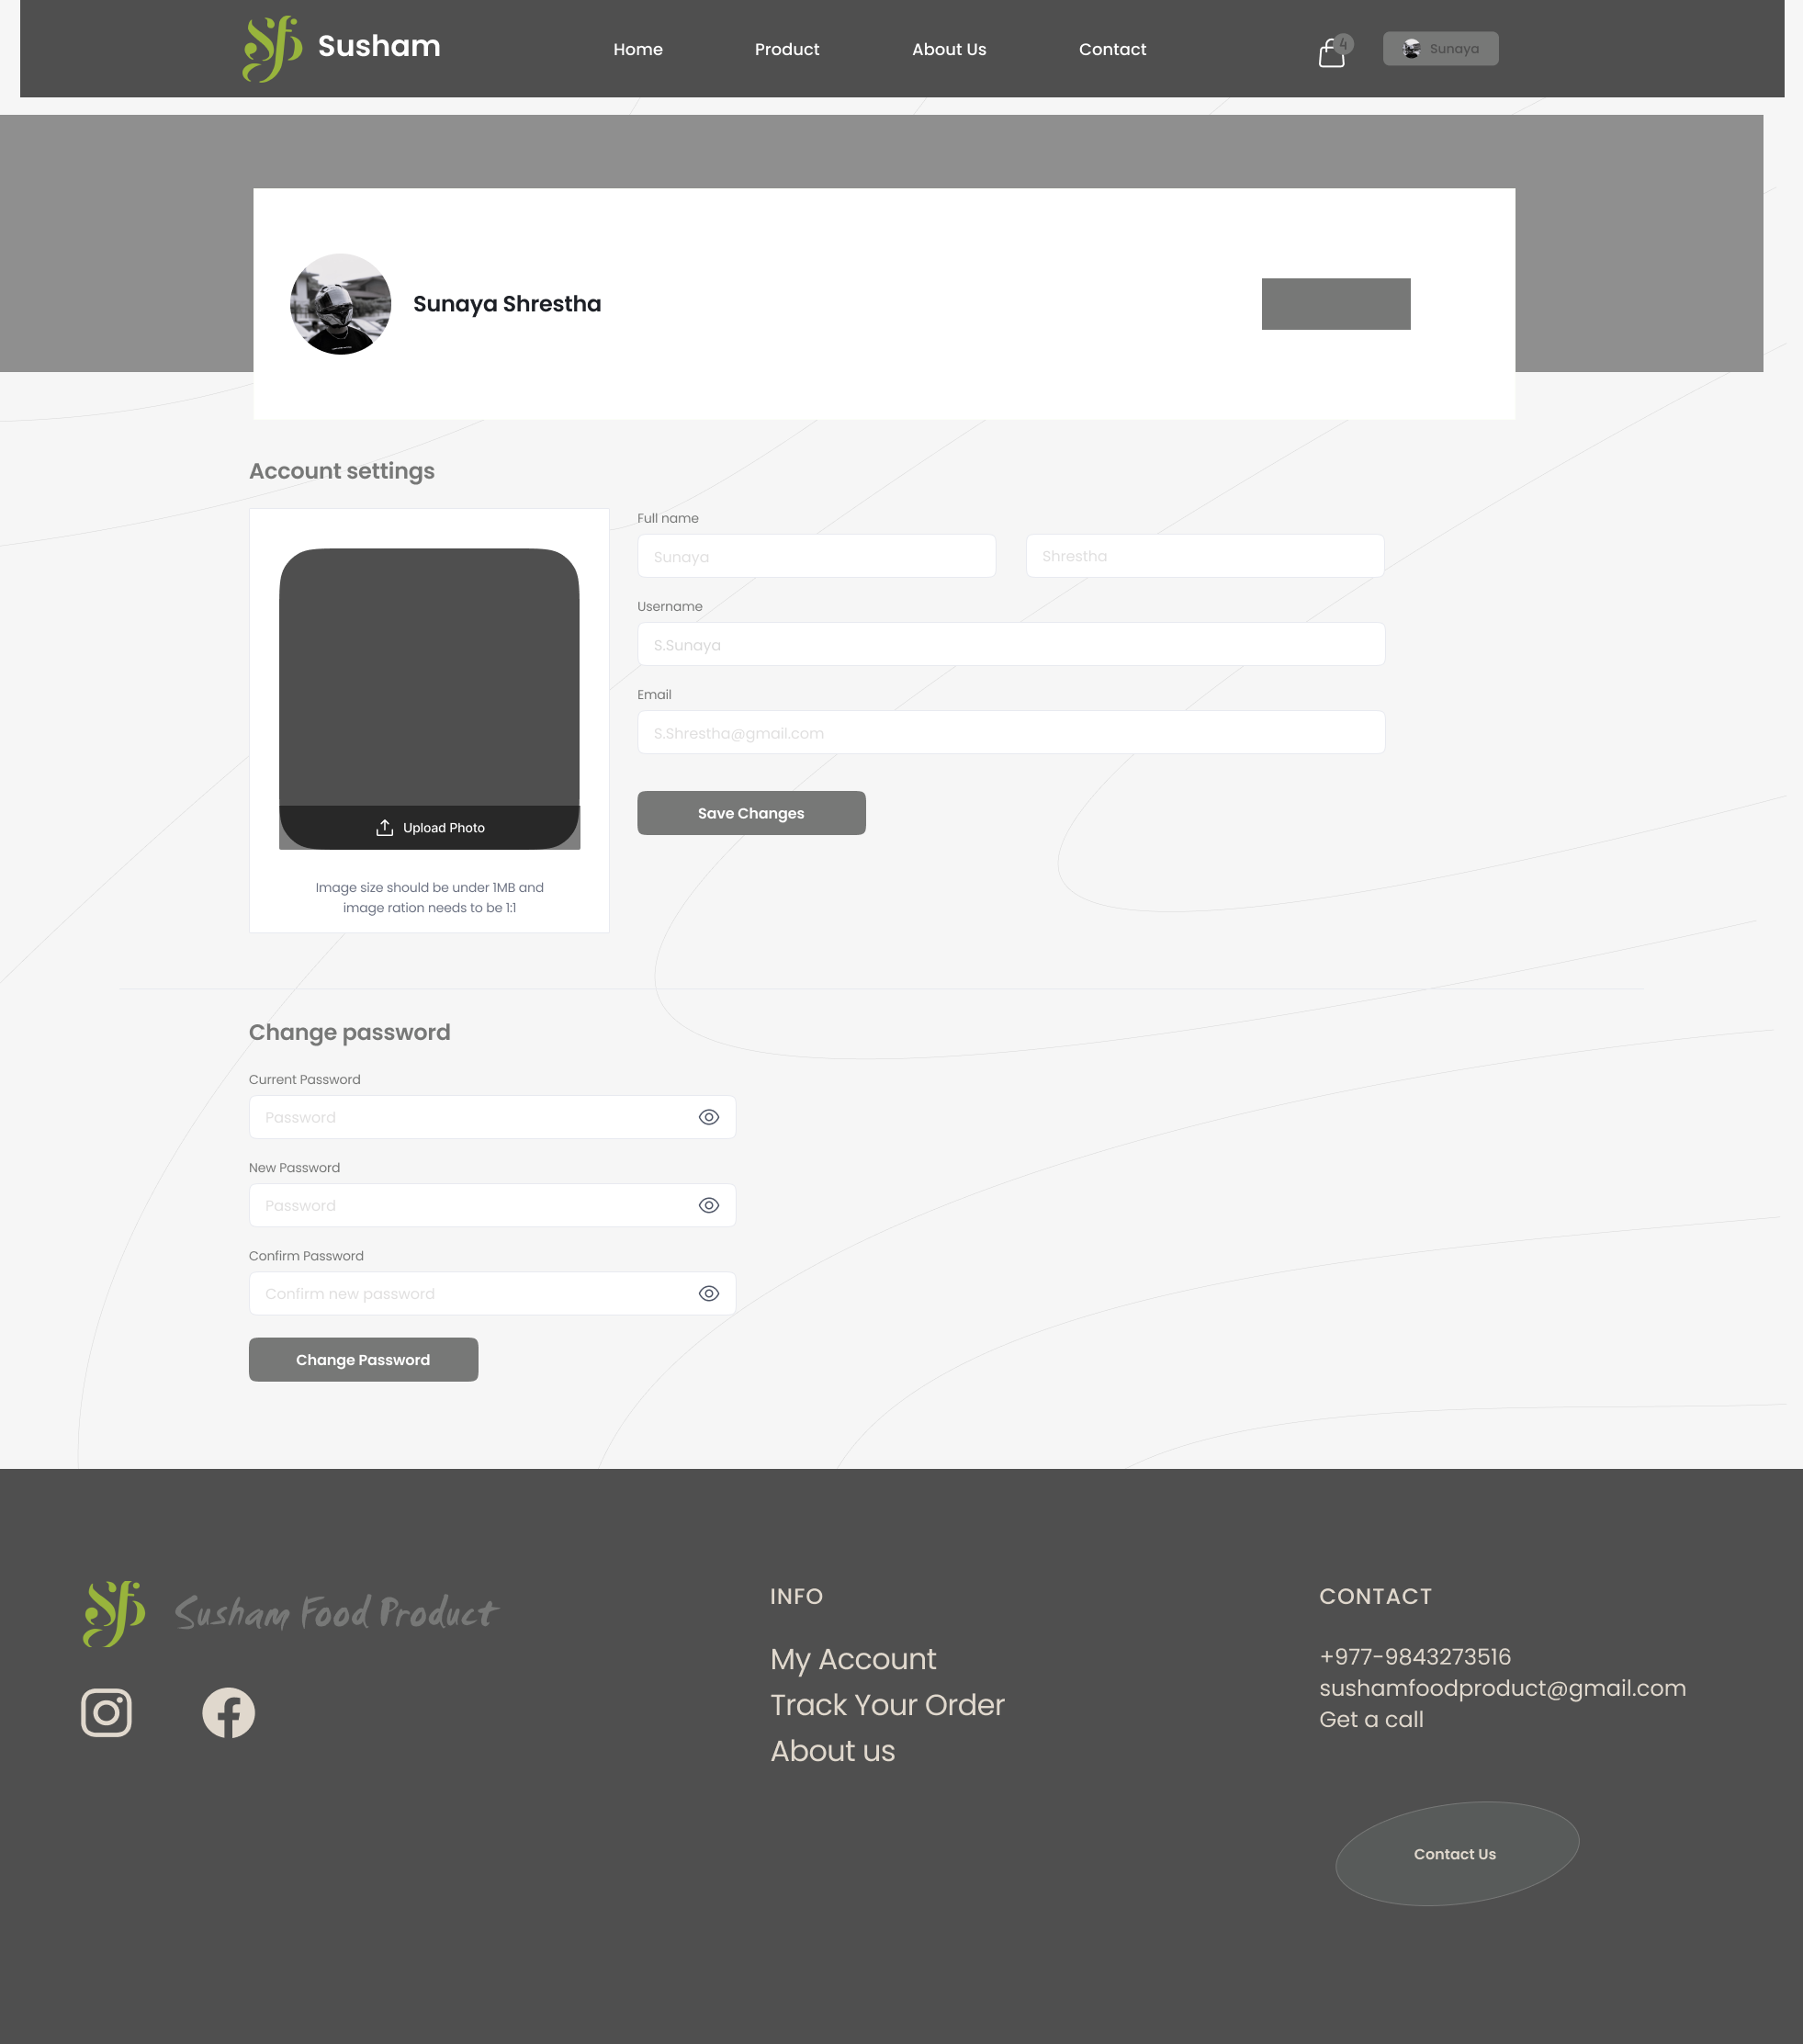 Susham
Home
Product
About Us
Contact
4
Sunaya
Sunaya Shrestha
Account settings
Full name
Sunaya
Shrestha
Username
S.Sunaya
Email
S.Shrestha@gmail.com
Save Changes
Upload Photo
Image size should be under 1MB and
image ration needs to be 1:1
Change password
Current Password
Password
New Password
Password
Confirm Password
Confirm new password
Change Password
Susham Food Product
INFO
My Account
Track Your Order
About us
CONTACT
+977-9843273516
sushamfoodproduct@gmail.com
Get a call
Contact Us